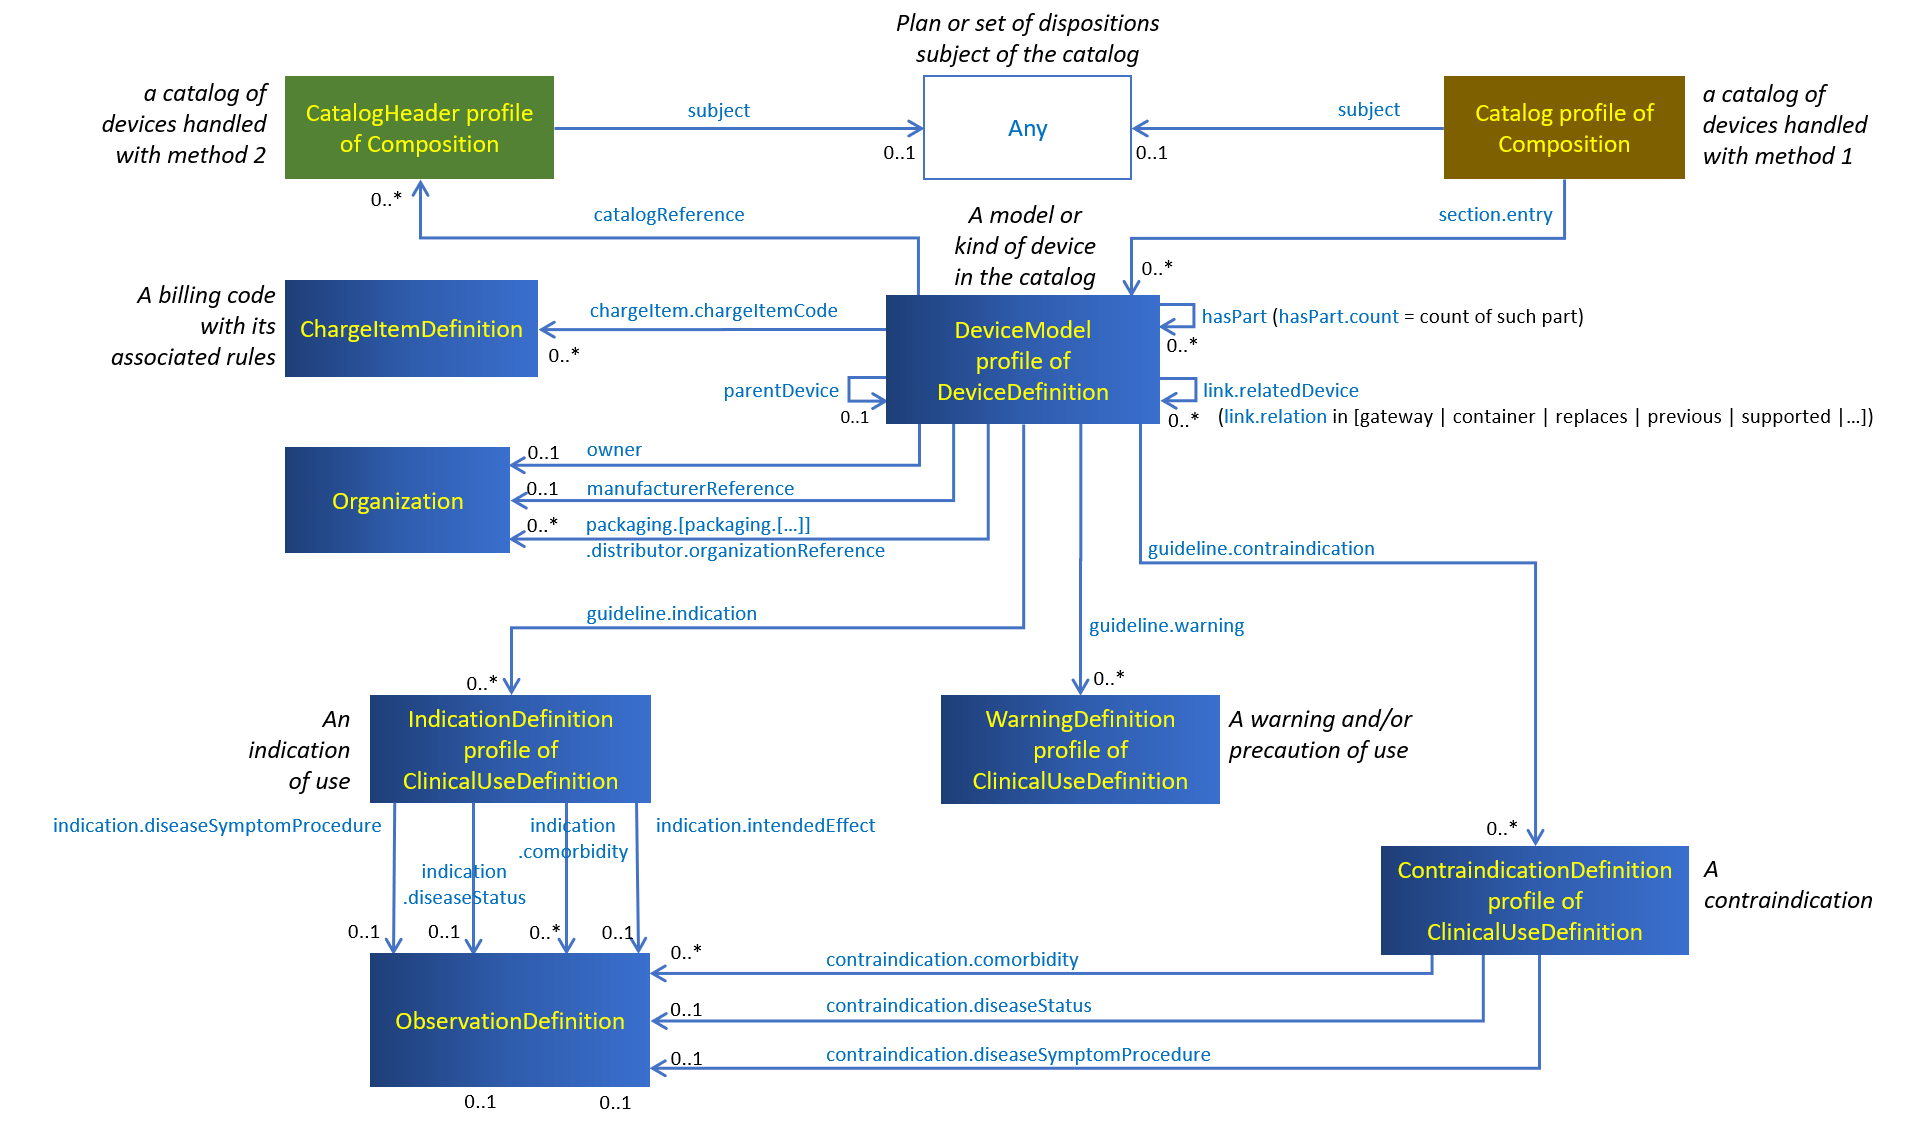 Plan or set of dispositions
subject of the catalog
a catalog of
devices handled
with method 2
CatalogHeader profile
of Composition
subject
0..1
Any
subject
0..1
Catalog profile of
Composition
a catalog of
devices handled
with method 1
0..*
catalogReference
A model or
kind of device
in the catalog
section.entry
0..*
A billing code
with its
associated rules
ChargeItemDefinition
chargeItem.chargeItemCode
0..*
DeviceModel
profile of
DeviceDefinition
hasPart (hasPart.count = count of such part)
0..*
parentDevice
0..1
link.relatedDevice
0..*
(link.relation in [gateway | container | replaces | previous | supported |...])
Organization
0..1
owner
0..1
manufacturerReference
0..*
packaging.[packaging.[...]]
.distributor.organizationReference
guideline.contraindication
guideline.indication
guideline.warning
0..*
0..*
An
indication
of use
IndicationDefinition
profile of
ClinicalUseDefinition
WarningDefinition
profile of
ClinicalUseDefinition
A warning and/or
precaution of use
indication.diseaseSymptomProcedure
indication
.comorbidity
indication.intendedEffect
indication
.diseaseStatus
0..*
ContraindicationDefinition
profile of
ClinicalUseDefinition
A
contraindication
0..1
0..1
0..*
0..1
0..*
contraindication.comorbidity
ObservationDefinition
0..1
contraindication.diseaseStatus
0..1
contraindication.diseaseSymptomProcedure
0..1
0..1